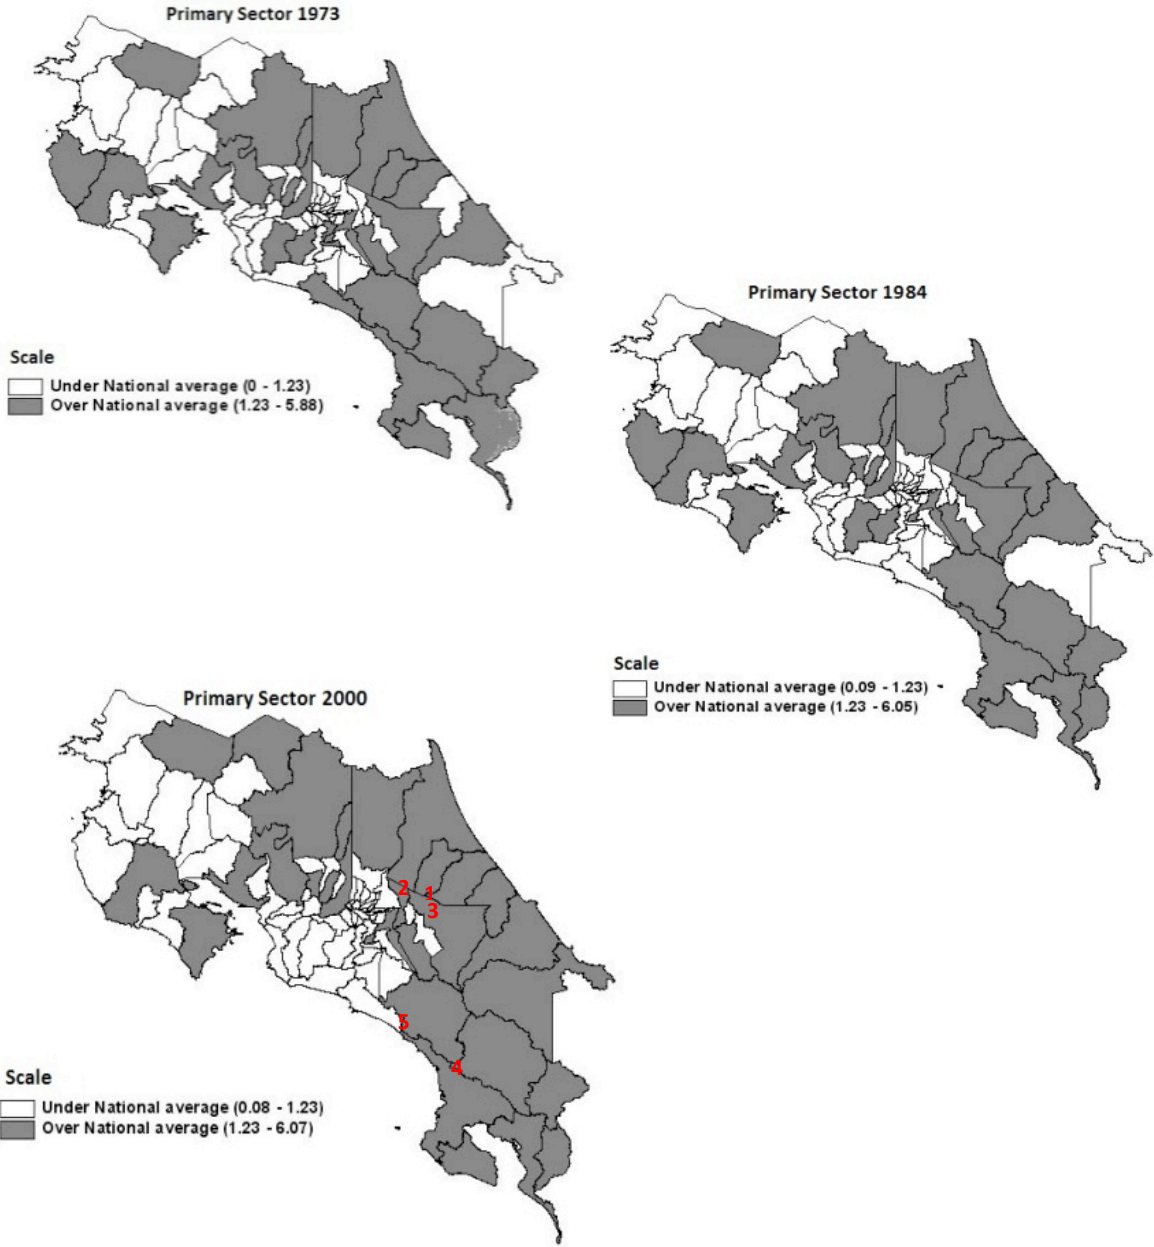 Primary Sector 1973
Scale
Under National average (0 - 1.23)
Over National average (1.23 - 5.88)
Primary Sector 1984
Scale
Under National average (0.09 - 1.23)
Over National average (1.23 - 6.05)
Primary Sector 2000
2
1
3
5
4
Scale
Under National average (0.08 - 1.23)
Over National average (1.23 - 6.07)